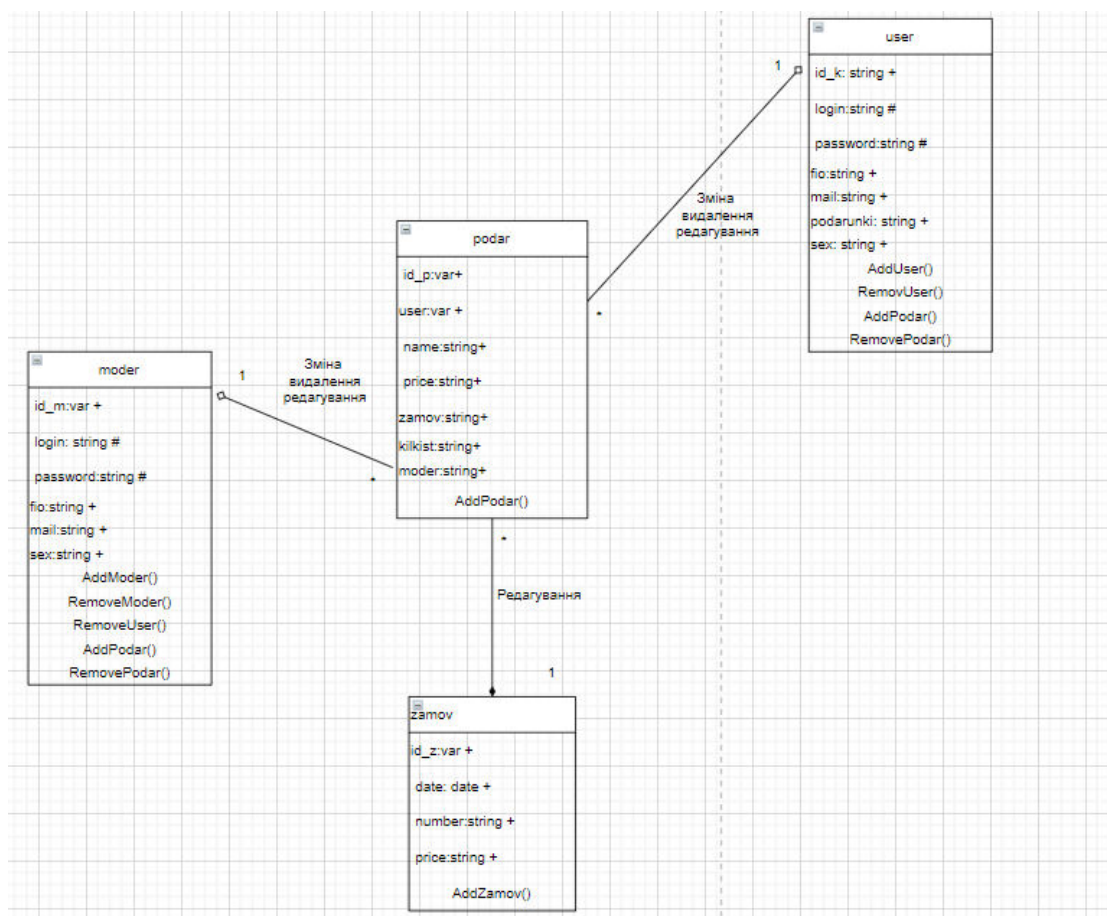 user
id_k: string +
login:string #
password:string #
fio:string +
mail:string +
podarunki: string +
sex: string +
AddUser()
RemovUser()
AddPodar()
RemovePodar()
1
Зміна
видалення
редагування
*
podar
id_p:var+
user:var +
name:string+
price:string+
zamov:string+
kilkist:string+
moder:string+
AddPodar()
1
Зміна
видалення
редагування
*
moder
id_m:var +
login: string #
password:string #
fio:string +
mail:string +
sex:string +
AddModer()
RemoveModer()
RemoveUser()
AddPodar()
RemovePodar()
*
Редагування
1
zamov
id_z:var +
date: date +
number:string +
price:string +
AddZamov()